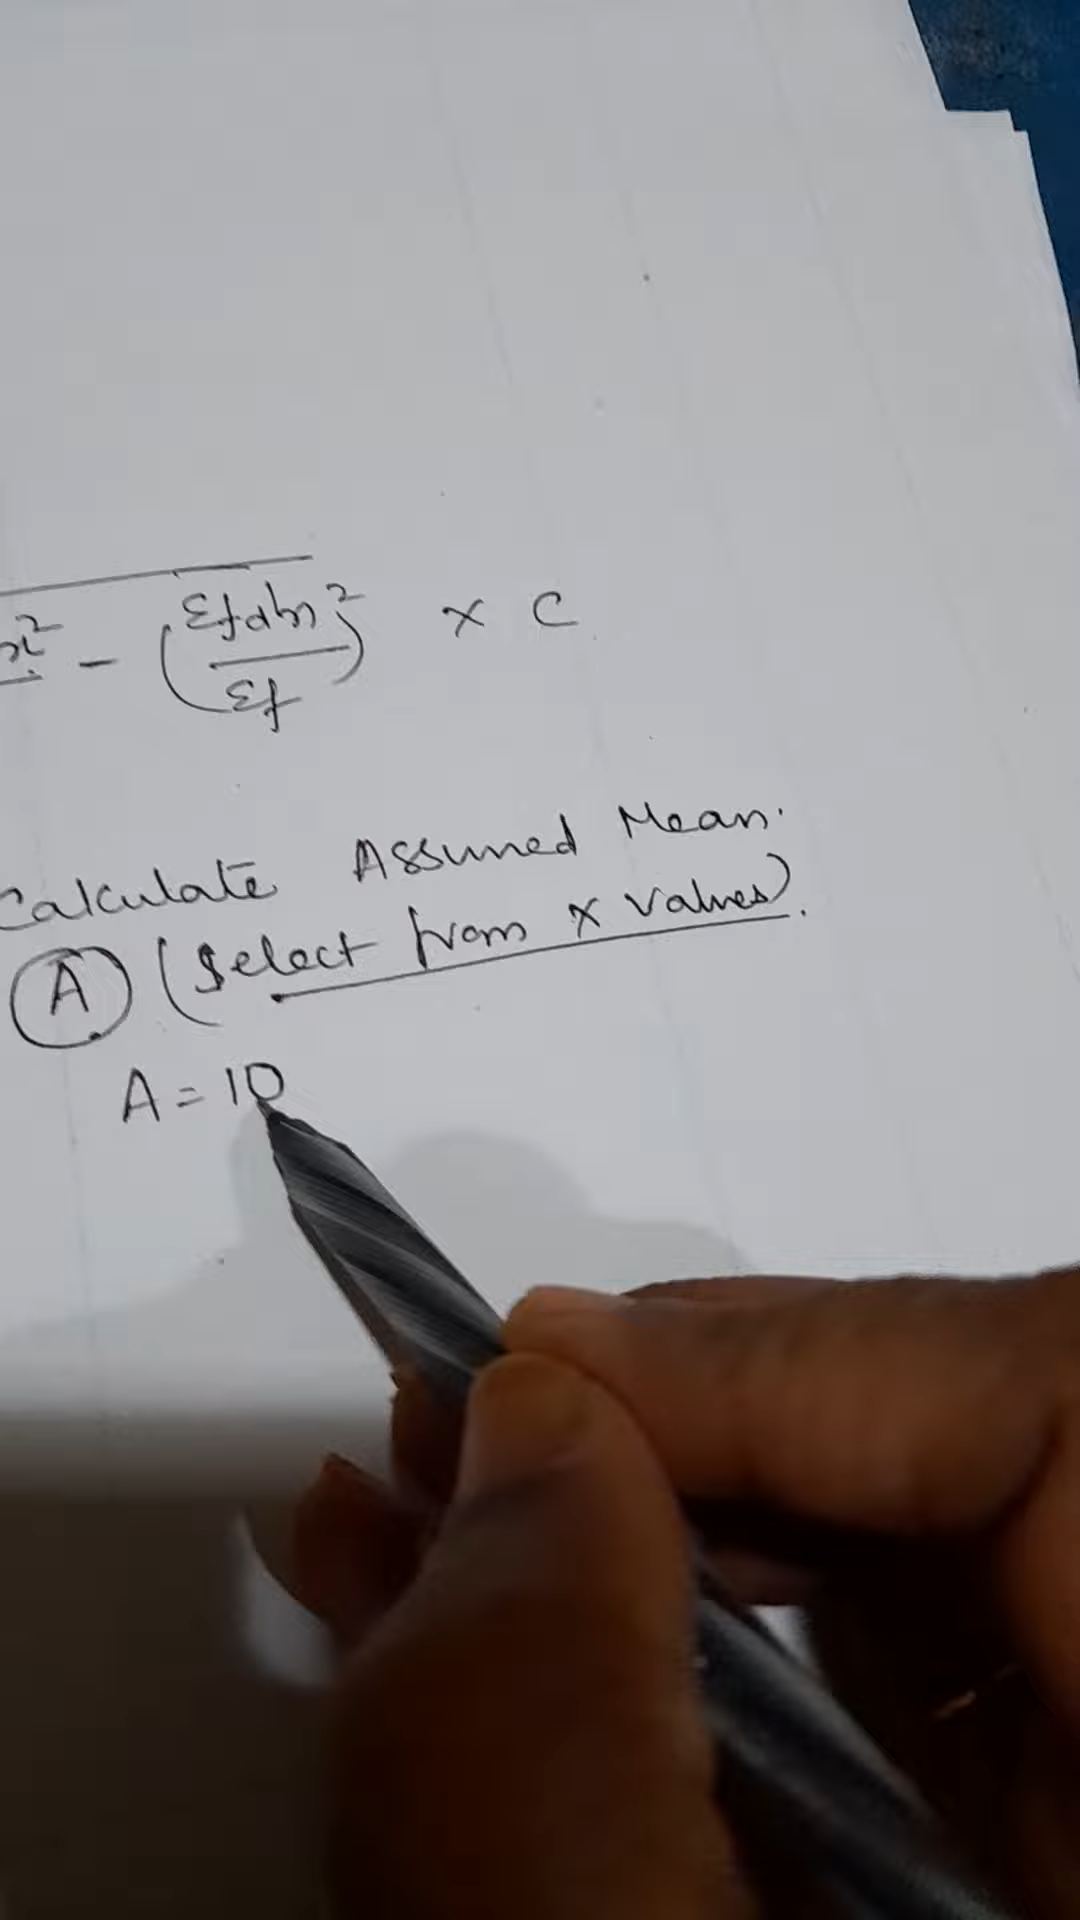 x² - (Σfdx/Σf)² × C
Calculate Assumed Mean.
A (Select from x values).
A = 10